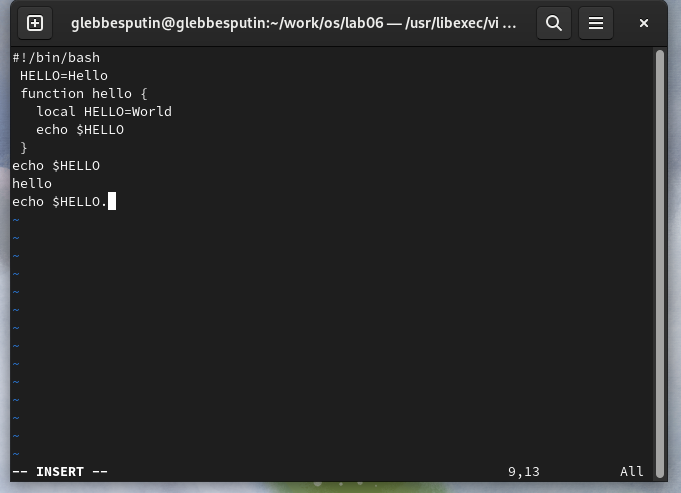 glebbesputin@glebbesputin:~/work/os/lab06 — /usr/libexec/vi ...
#!/bin/bash
 HELLO=Hello
 function hello {
   local HELLO=World
   echo $HELLO
 }
echo $HELLO
hello
echo $HELLO.
~
~
~
~
~
~
~
~
~
~
~
~
~
~
-- INSERT -- 9,13 All